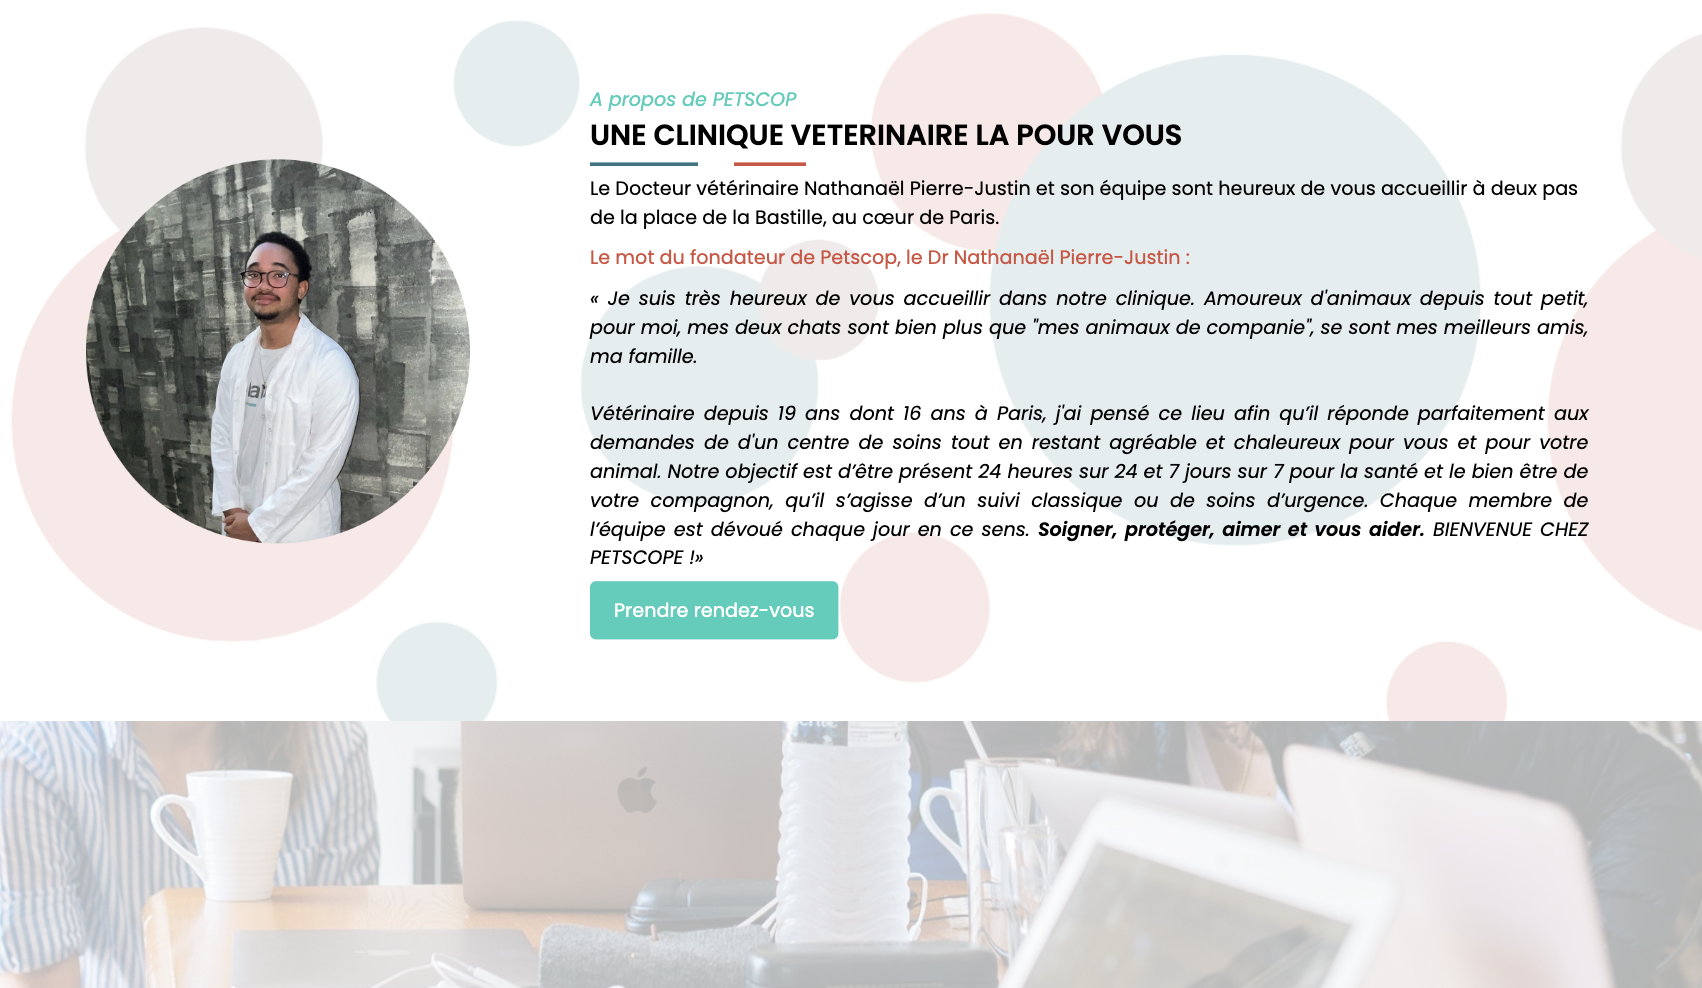 A propos de PETSCOP
UNE CLINIQUE VETERINAIRE LA POUR VOUS
Le Docteur vétérinaire Nathanaël Pierre-Justin et son équipe sont heureux de vous accueillir à deux pas
de la place de la Bastille, au cœur de Paris.
Le mot du fondateur de Petscop, le Dr Nathanaël Pierre-Justin :
« Je suis très heureux de vous accueillir dans notre clinique. Amoureux d'animaux depuis tout petit,
pour moi, mes deux chats sont bien plus que "mes animaux de companie", se sont mes meilleurs amis,
ma famille.
Vétérinaire depuis 19 ans dont 16 ans à Paris, j'ai pensé ce lieu afin qu’il réponde parfaitement aux
demandes de d'un centre de soins tout en restant agréable et chaleureux pour vous et pour votre
animal. Notre objectif est d’être présent 24 heures sur 24 et 7 jours sur 7 pour la santé et le bien être de
votre compagnon, qu’il s’agisse d’un suivi classique ou de soins d’urgence. Chaque membre de
l’équipe est dévoué chaque jour en ce sens. Soigner, protéger, aimer et vous aider. BIENVENUE CHEZ
PETSCOPE !»
Prendre rendez-vous